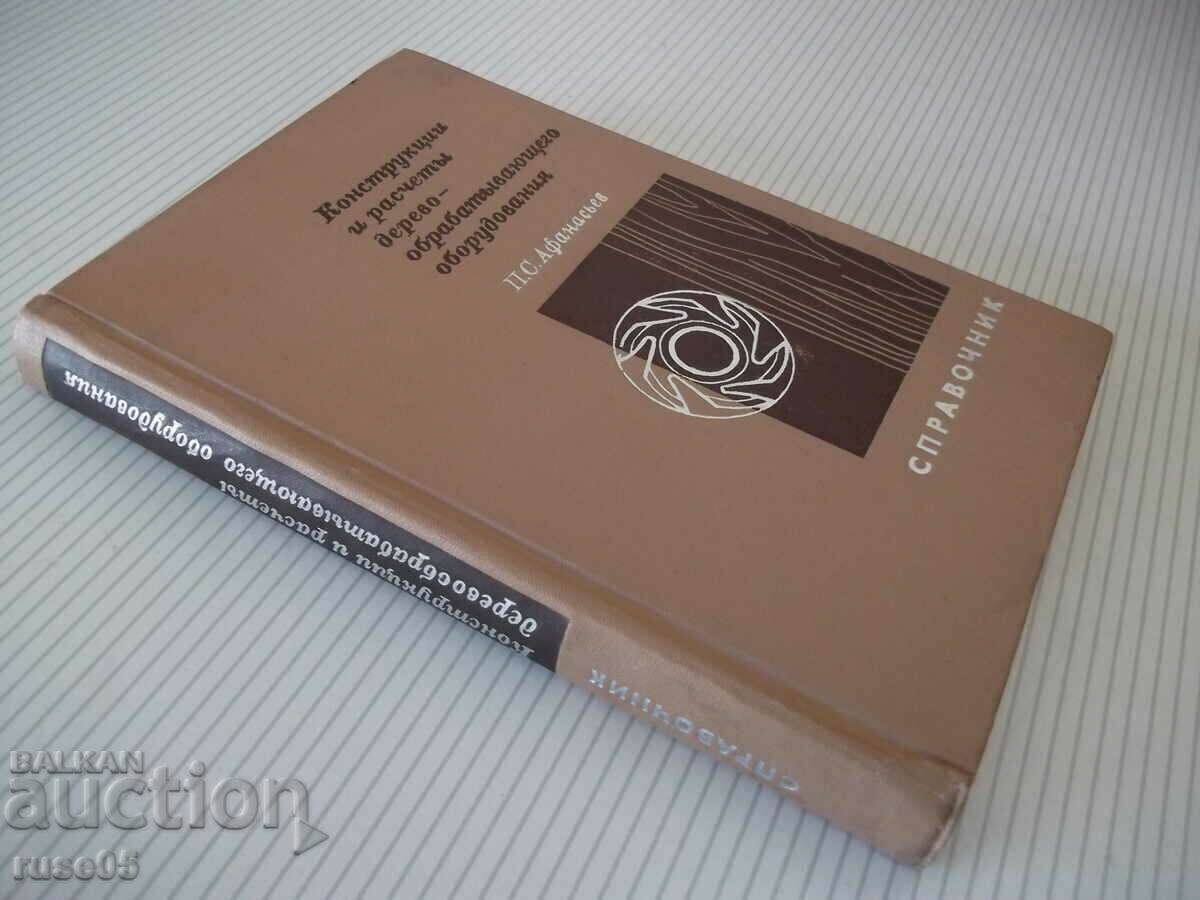 Конструкции
и расчеты
дерево-
обрабатывающего
оборудования
П.С.Афанасьев
СПРАВОЧНИК
Конструкции и расчеты
деревообрабатывающего оборудования
СПРАВОЧНИК
BALKAN
auction
ruse05